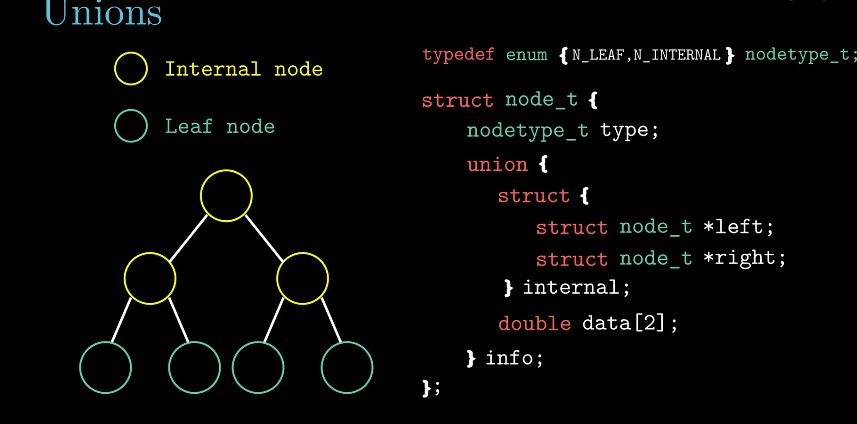 Unions
Internal node
Leaf node
typedef enum {N_LEAF,N_INTERNAL} nodetype_t;
struct node_t {
nodetype_t type;
union {
struct {
struct node_t *left;
struct node_t *right;
} internal;
double data[2];
} info;
};